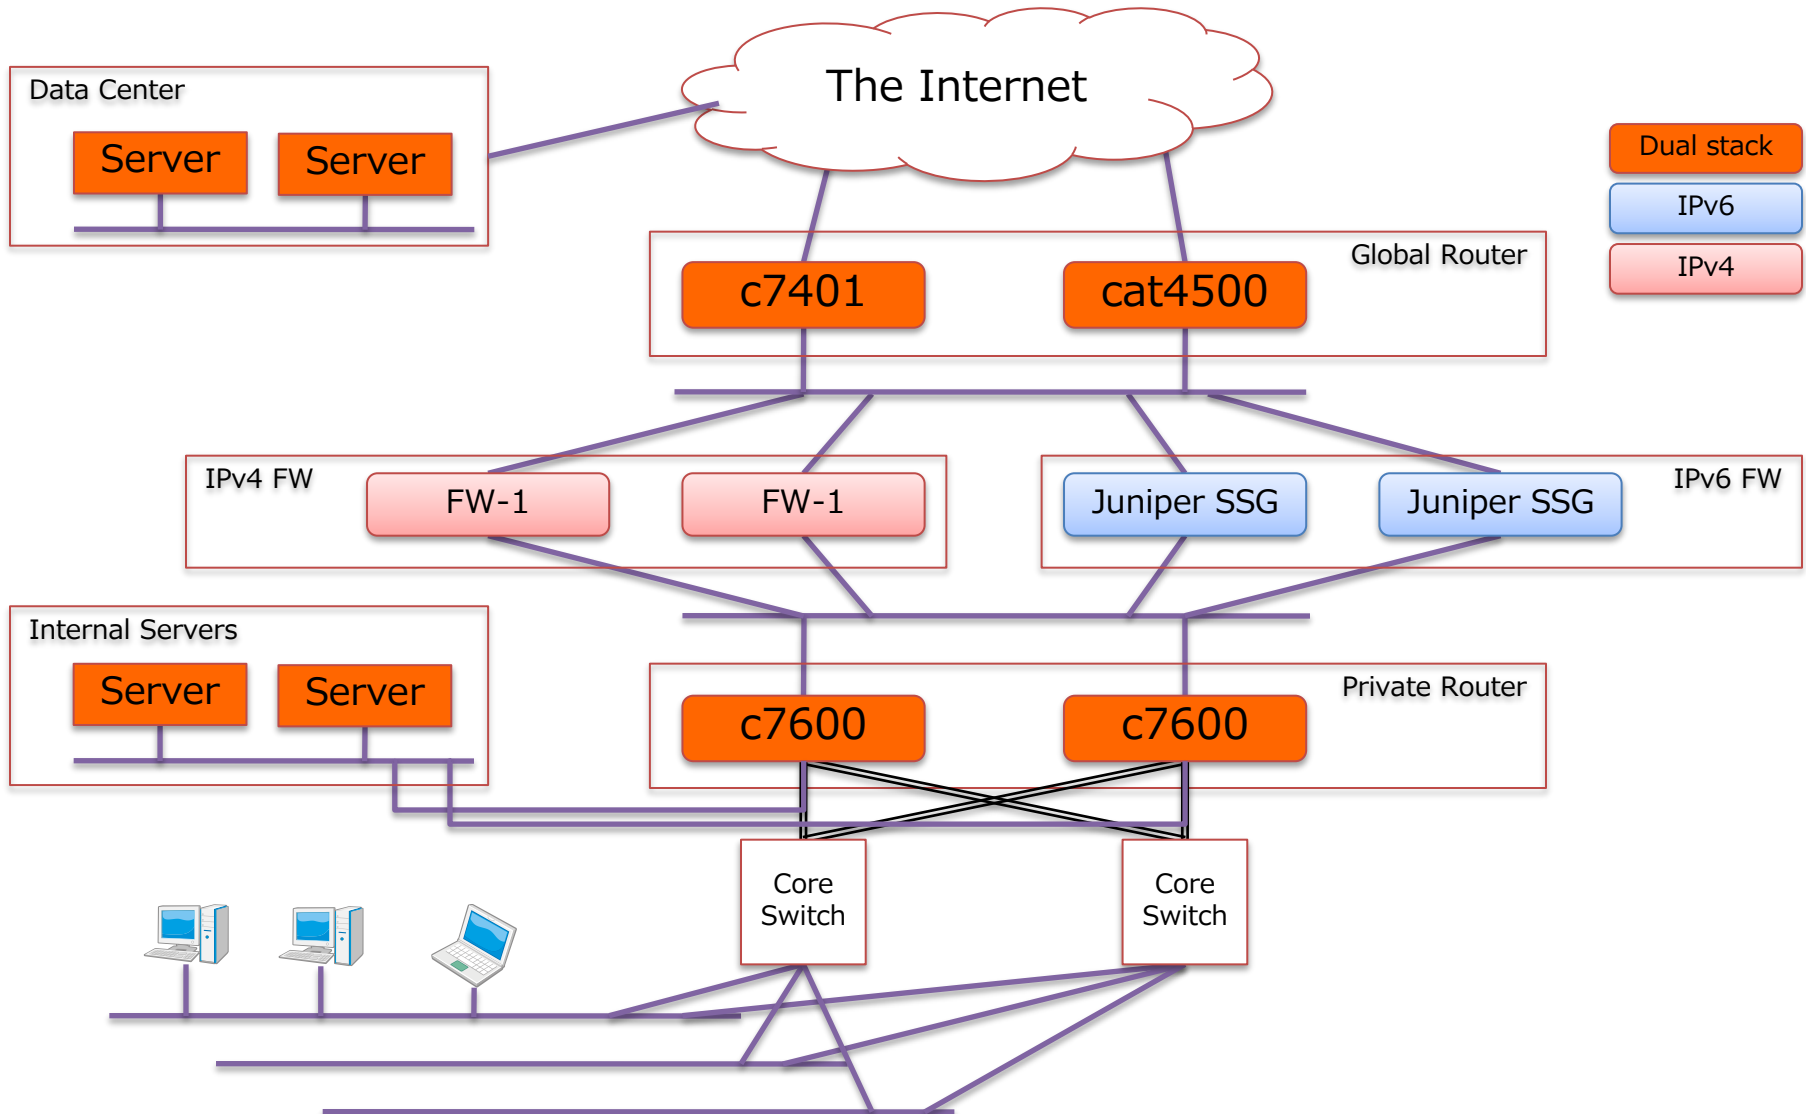 The Internet
Data Center
Server
Server
Dual stack
IPv6
IPv4
Global Router
c7401
cat4500
IPv4 FW
FW-1
FW-1
Juniper SSG
Juniper SSG
IPv6 FW
Internal Servers
Server
Server
Private Router
c7600
c7600
Core
Switch
Core
Switch